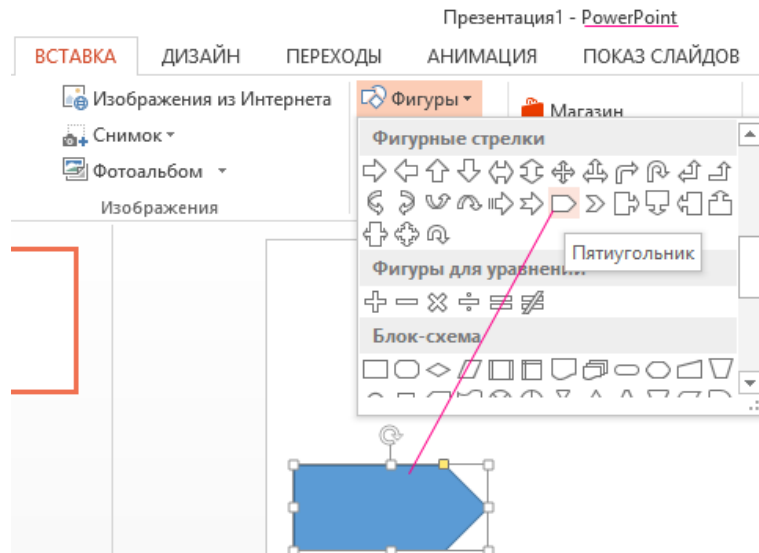 Презентация1 - PowerPoint
ВСТАВКА ДИЗАЙН ПЕРЕХОДЫ АНИМАЦИЯ ПОКАЗ СЛАЙДОВ
Изображения из Интернета
Снимок
Фотоальбом
Изображения
Фигуры
Магазин
Фигурные стрелки
Пятиугольник
Фигуры для уравнений
Блок-схема